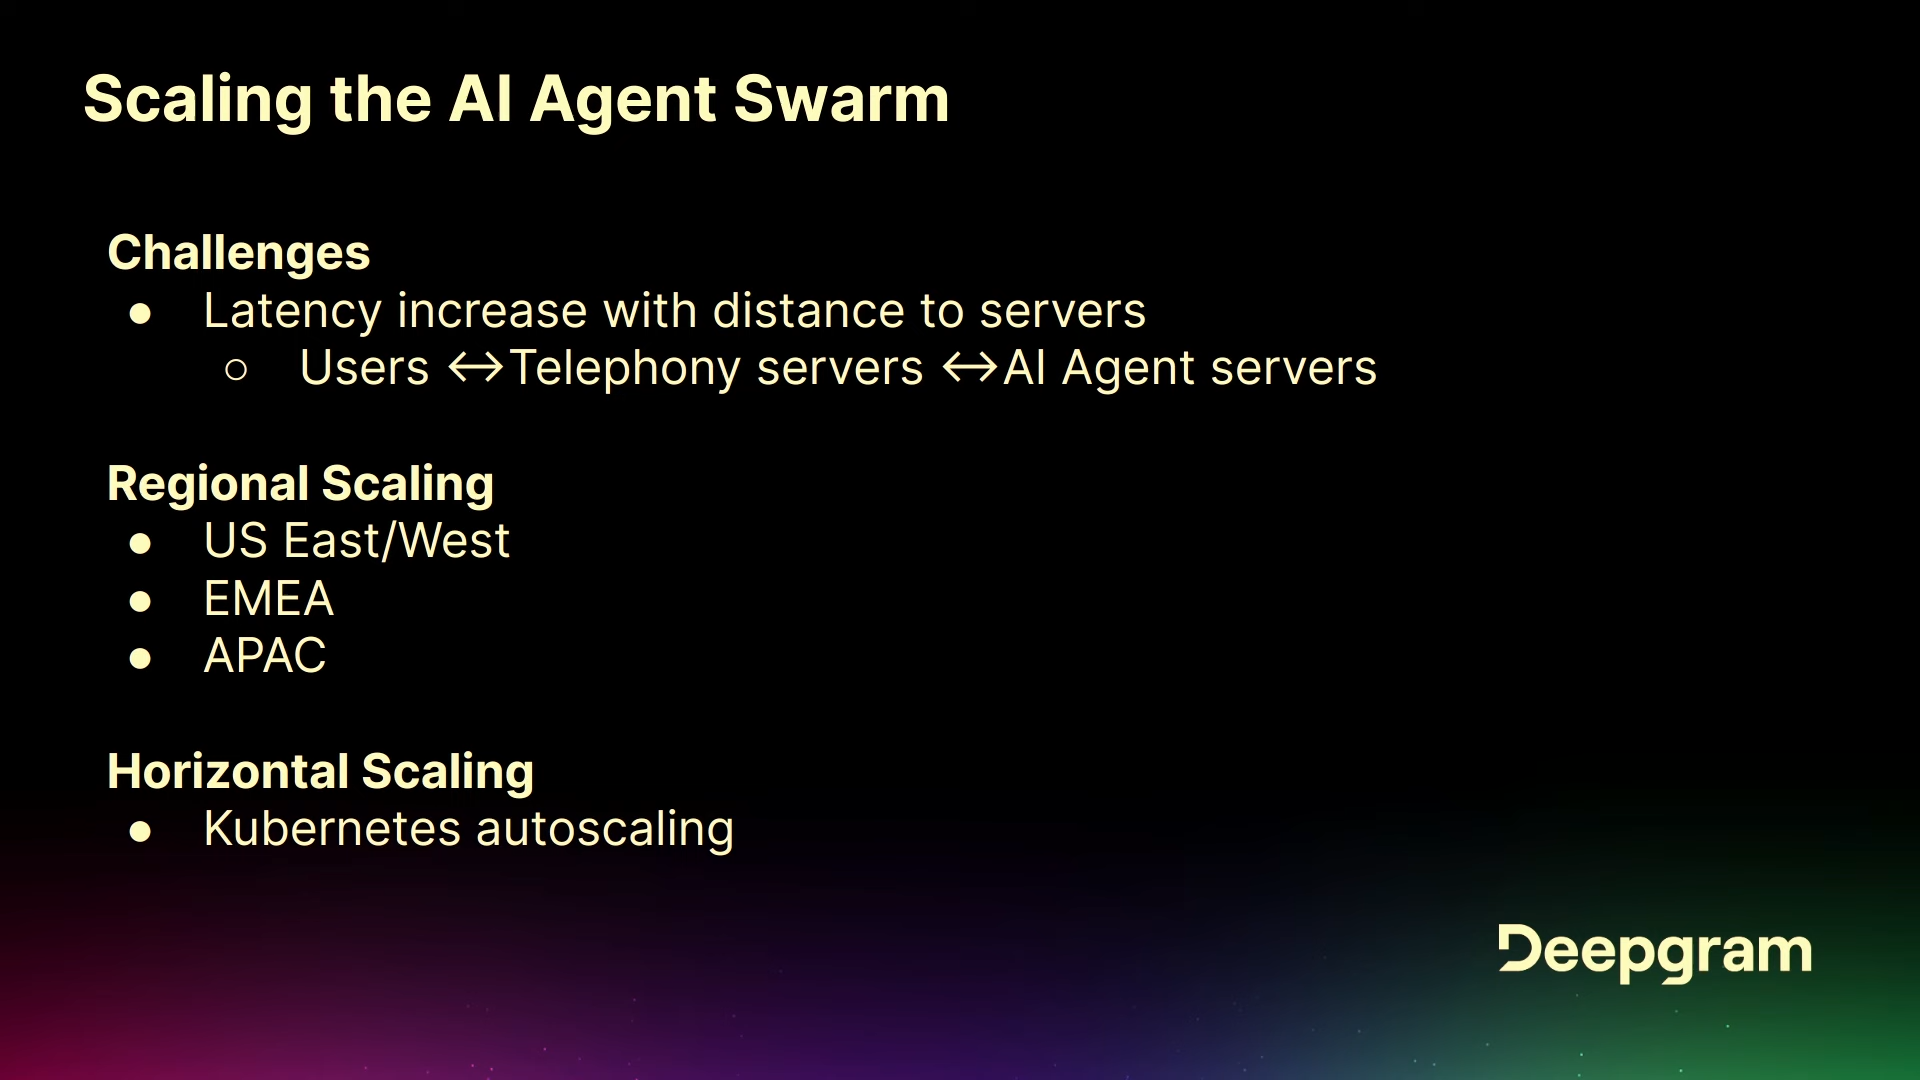 Scaling the AI Agent Swarm
Challenges
● Latency increase with distance to servers
○ Users ↔Telephony servers ↔AI Agent servers
Regional Scaling
● US East/West
● EMEA
● APAC
Horizontal Scaling
● Kubernetes autoscaling
Deepgram